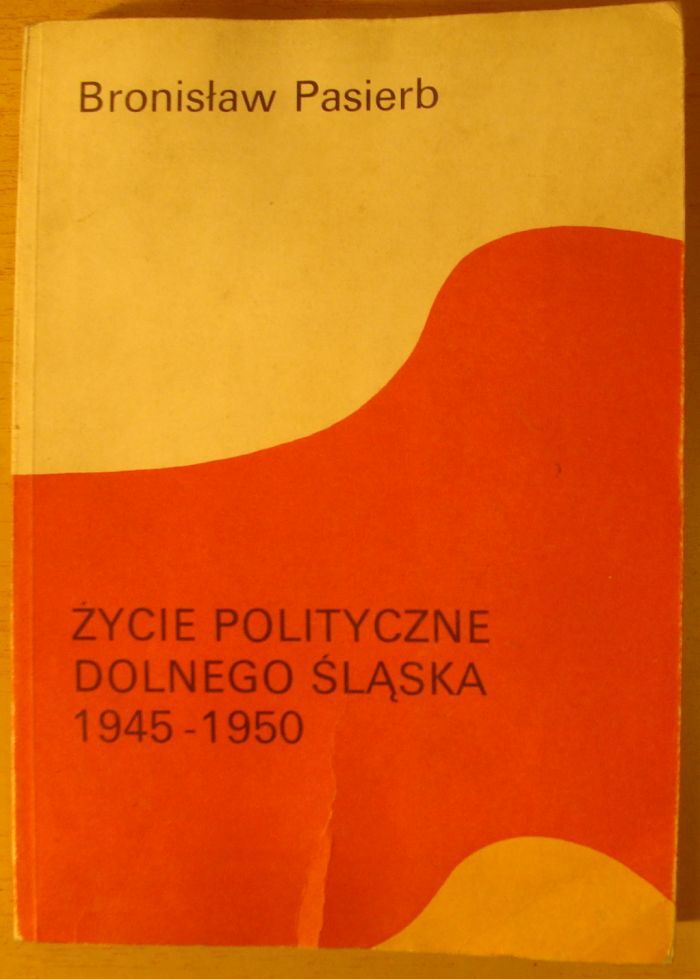 Bronisław Pasierb
ŻYCIE POLITYCZNE
DOLNEGO ŚLĄSKA
1945-1950